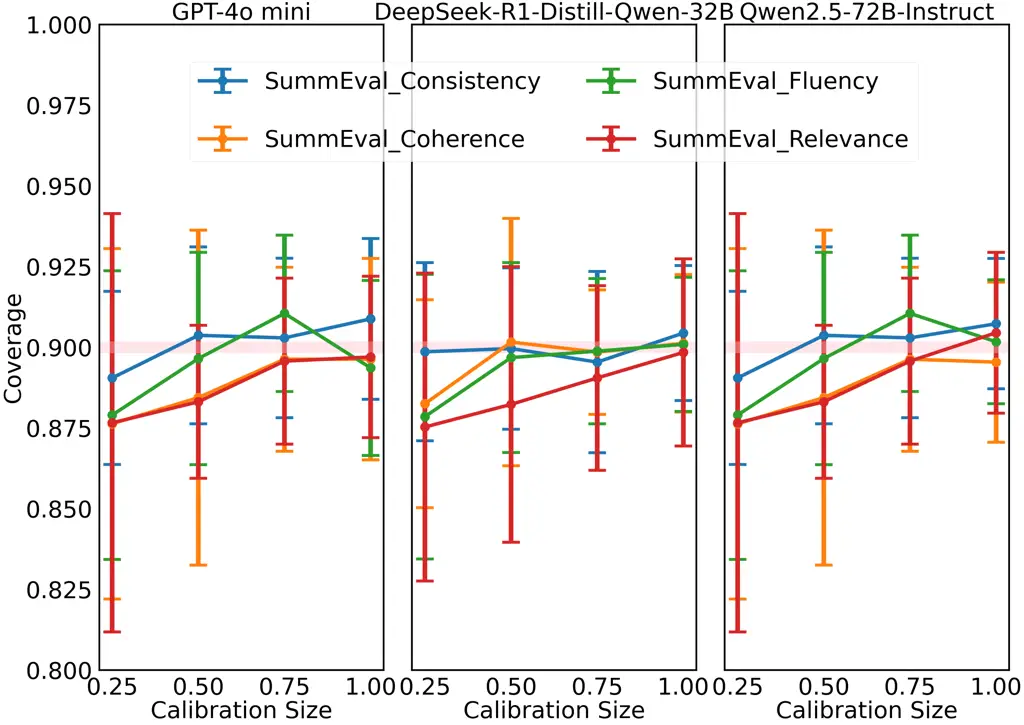 GPT-4o mini
DeepSeek-R1-Distill-Qwen-32B
Qwen2.5-72B-Instruct
SummEval_Consistency
SummEval_Coherence
SummEval_Fluency
SummEval_Relevance
Coverage
1.000
0.975
0.950
0.925
0.900
0.875
0.850
0.825
0.800
0.25 0.50 0.75 1.00
0.25 0.50 0.75 1.00
0.25 0.50 0.75 1.00
Calibration Size
Calibration Size
Calibration Size